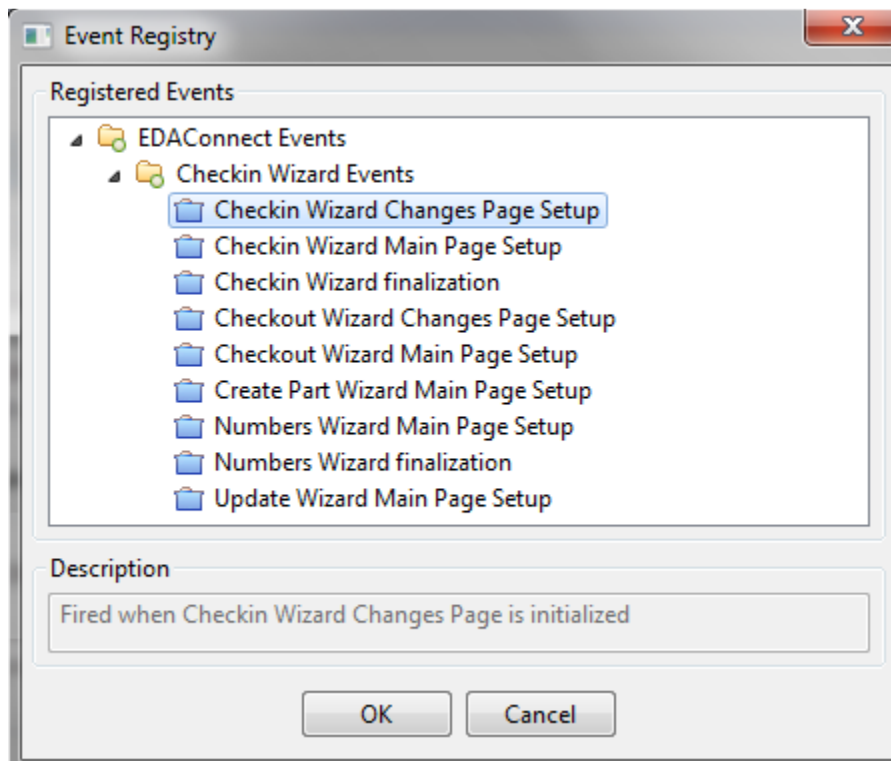 Event Registry
Registered Events
EDAConnect Events
Checkin Wizard Events
Checkin Wizard Changes Page Setup
Checkin Wizard Main Page Setup
Checkin Wizard finalization
Checkout Wizard Changes Page Setup
Checkout Wizard Main Page Setup
Create Part Wizard Main Page Setup
Numbers Wizard Main Page Setup
Numbers Wizard finalization
Update Wizard Main Page Setup
Description
Fired when Checkin Wizard Changes Page is initialized
OK Cancel